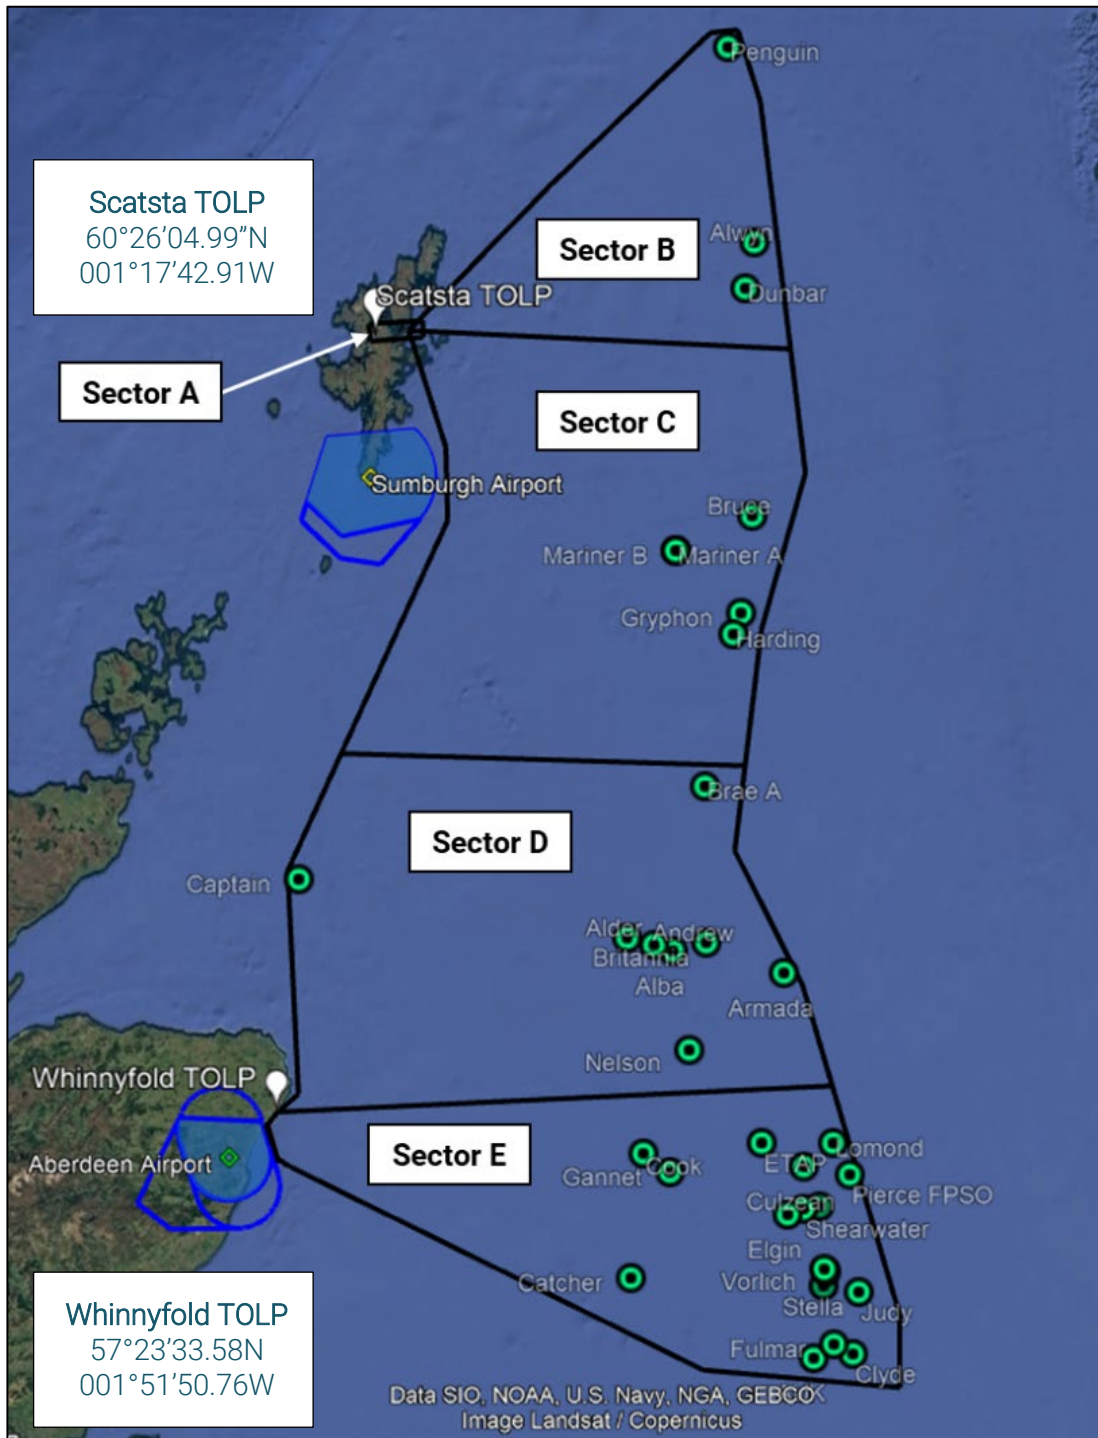 Penguin
Scatsta TOLP
60°26’04.99”N
001°17’42.91W
Alwyn
Sector B
Dunbar
Scatsta TOLP
Sector A
Sector C
Sumburgh Airport
Bruce
Mariner B
Mariner A
Gryphon
Harding
Brae A
Sector D
Captain
Alder
Andrew
Britannia
Alba
Armada
Nelson
Whinnyfold TOLP
Sector E
Aberdeen Airport
Lomond
ETAP
Gannet
Cook
Pierce FPSO
Culzean
Shearwater
Elgin
Catcher
Vorlich
Stella
Judy
Whinnyfold TOLP
57°23’33.58N
001°51’50.76W
Fulmar
Clyde
Data SIO, NOAA, U.S. Navy, NGA, GEBCO
Image Landsat / Copernicus